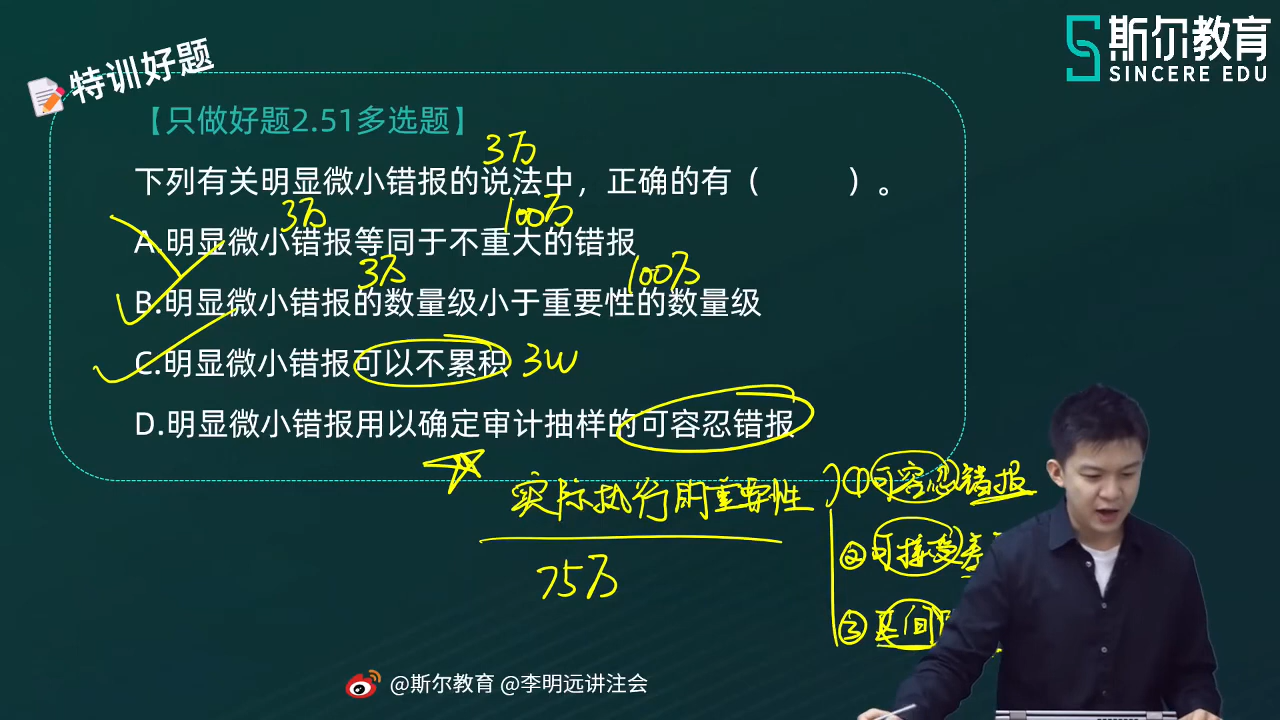 斯尔教育
SINCERE EDU
特训好题
【只做好题2.51多选题】
3万
下列有关明显微小错报的说法中，正确的有（ ）。
3万 100万
A.明显微小错报等同于不重大的错报
3万 100万
B.明显微小错报的数量级小于重要性的数量级
C.明显微小错报可以不累积 3W
D.明显微小错报用以确定审计抽样的可容忍错报
实际执行的重要性
75万
①可容忍错报
②可接受差
③区间
@斯尔教育 @李明远讲注会